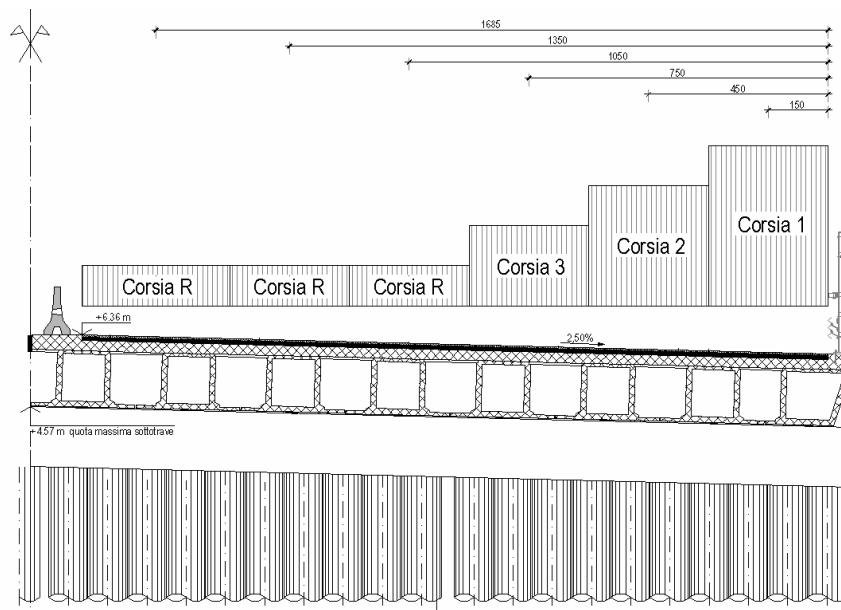 1685
1350
1050
750
450
150
Corsia 1
Corsia 2
Corsia 3
Corsia R
Corsia R
Corsia R
+6.36 m
2,50%
+4.57 m quota massima sottotrave